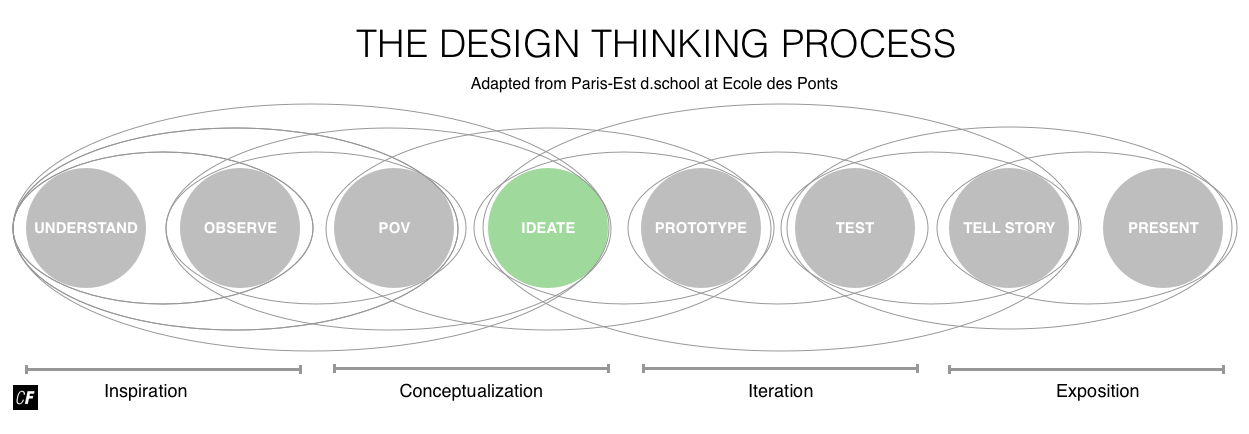 THE DESIGN THINKING PROCESS
Adapted from Paris-Est d.school at Ecole des Ponts
UNDERSTAND OBSERVE POV IDEATE PROTOTYPE TEST TELL STORY PRESENT
Inspiration Conceptualization Iteration Exposition
CF